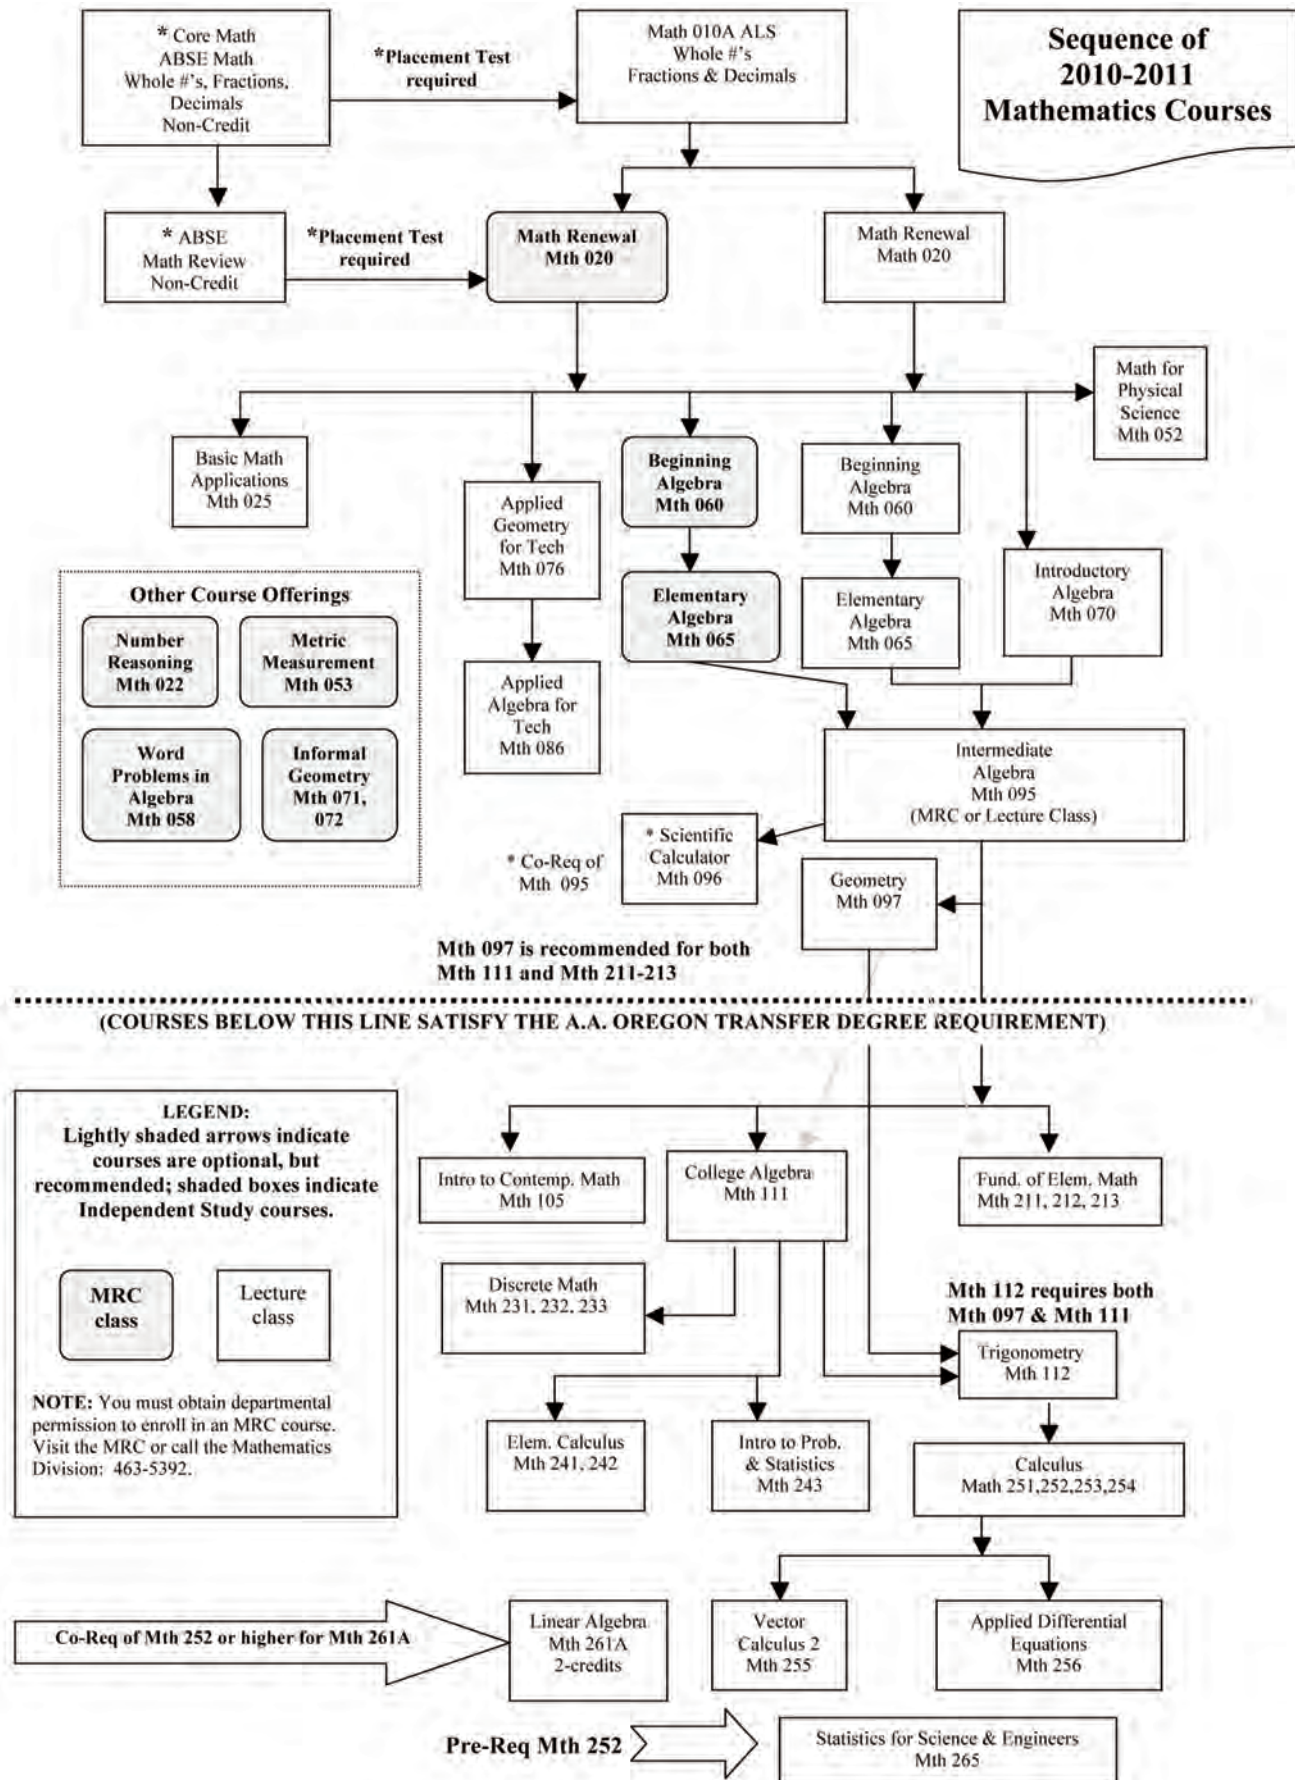 * Core Math
ABSE Math
Whole #'s, Fractions,
Decimals
Non-Credit
*Placement Test
required
Math 010A ALS
Whole #'s
Fractions & Decimals
Sequence of
2010-2011
Mathematics Courses
* ABSE
Math Review
Non-Credit
*Placement Test
required
Math Renewal
Mth 020
Math Renewal
Math 020
Math for
Physical
Science
Mth 052
Basic Math
Applications
Mth 025
Applied
Geometry
for Tech
Mth 076
Beginning
Algebra
Mth 060
Beginning
Algebra
Mth 060
Introductory
Algebra
Mth 070
Elementary
Algebra
Mth 065
Elementary
Algebra
Mth 065
Other Course Offerings
Number
Reasoning
Mth 022
Metric
Measurement
Mth 053
Word
Problems in
Algebra
Mth 058
Informal
Geometry
Mth 071,
072
Applied
Algebra for
Tech
Mth 086
Intermediate
Algebra
Mth 095
(MRC or Lecture Class)
* Co-Req of
Mth 095
* Scientific
Calculator
Mth 096
Geometry
Mth 097
Mth 097 is recommended for both
Mth 111 and Mth 211-213
(COURSES BELOW THIS LINE SATISFY THE A.A. OREGON TRANSFER DEGREE REQUIREMENT)
LEGEND:
Lightly shaded arrows indicate
courses are optional, but
recommended; shaded boxes indicate
Independent Study courses.
MRC
class
Lecture
class
NOTE: You must obtain departmental
permission to enroll in an MRC course.
Visit the MRC or call the Mathematics
Division: 463-5392.
Intro to Contemp. Math
Mth 105
College Algebra
Mth 111
Fund. of Elem. Math
Mth 211, 212, 213
Discrete Math
Mth 231, 232, 233
Mth 112 requires both
Mth 097 & Mth 111
Trigonometry
Mth 112
Elem. Calculus
Mth 241, 242
Intro to Prob.
& Statistics
Mth 243
Calculus
Math 251,252,253,254
Co-Req of Mth 252 or higher for Mth 261A
Linear Algebra
Mth 261A
2-credits
Vector
Calculus 2
Mth 255
Applied Differential
Equations
Mth 256
Pre-Req Mth 252
Statistics for Science & Engineers
Mth 265